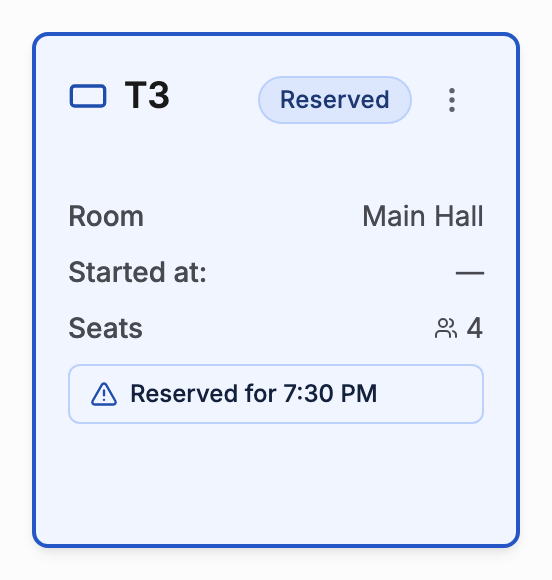 T3
Reserved
Room
Main Hall
Started at:
—
Seats
4
Reserved for 7:30 PM